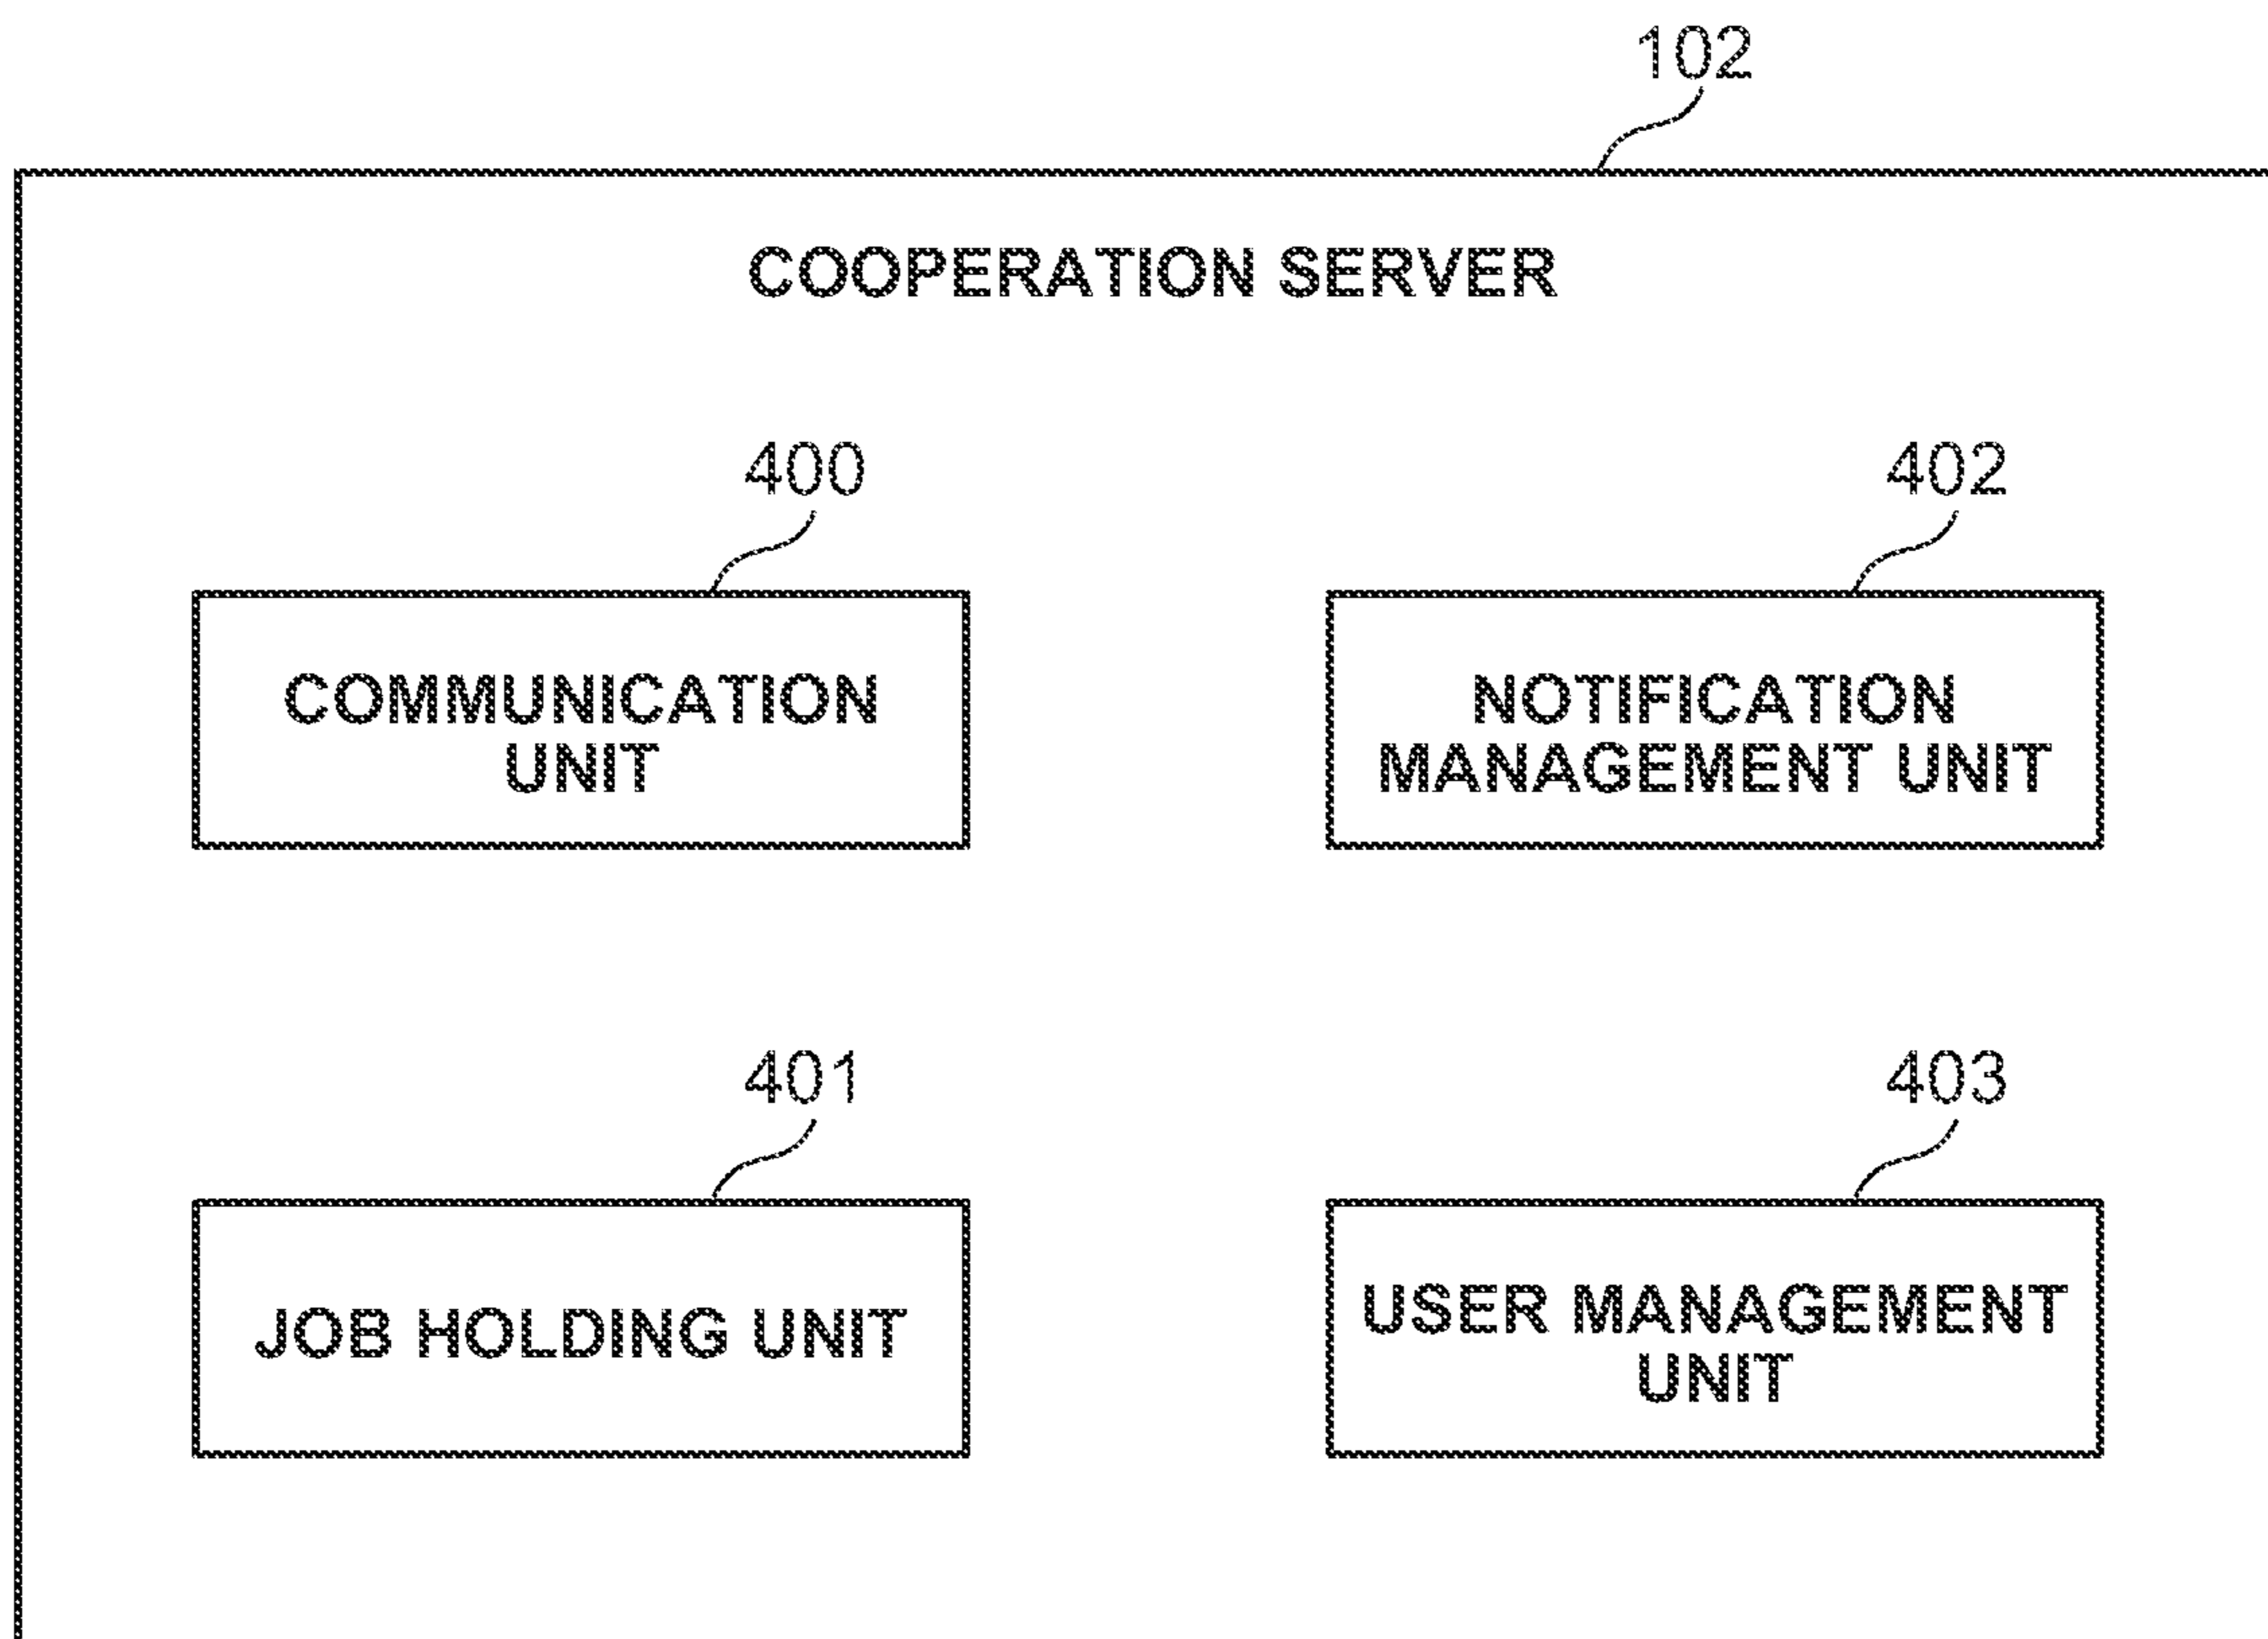 102
COOPERATION SERVER
400
402
COMMUNICATION
UNIT
NOTIFICATION
MANAGEMENT UNIT
401
403
JOB HOLDING UNIT
USER MANAGEMENT
UNIT